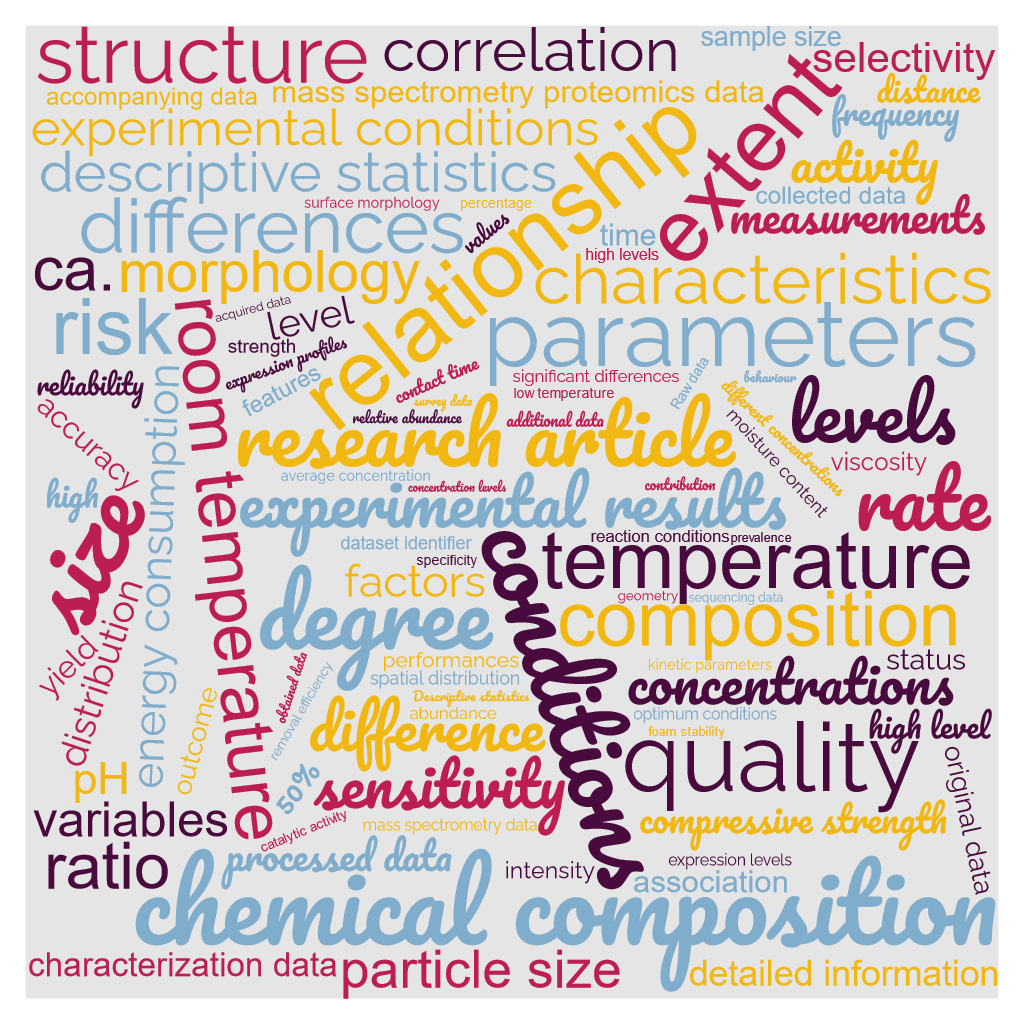 structure
correlation
sample size
selectivity
accompanying data
mass spectrometry proteomics data
distance
frequency
experimental conditions
relationship
extent
descriptive statistics
activity
collected data
surface morphology
percentage
measurements
differences
values
time
high levels
ca.
morphology
characteristics
risk
room temperature
acquired data
level
strength
expression profiles
parameters
features
reliability
contact time
survey data
significant differences
low temperature
Raw data
behaviour
different concentrations
levels
accuracy
energy consumption
relative abundance
additional data
research article
moisture content
viscosity
average concentration
concentration levels
contribution
high
size
experimental results
rate
dataset identifier
specificity
conditions
reaction conditions
prevalence
temperature
factors
geometry
sequencing data
degree
composition
yield
distribution
performances
spatial distribution
kinetic parameters
status
obtained data
removal efficiency
Descriptive statistics
abundance
concentrations
outcome
difference
optimum conditions
foam stability
high level
pH
50%
sensitivity
quality
original data
variables
catalytic activity
mass spectrometry data
compressive strength
ratio
processed data
intensity
expression levels
association
chemical composition
characterization data
particle size
detailed information